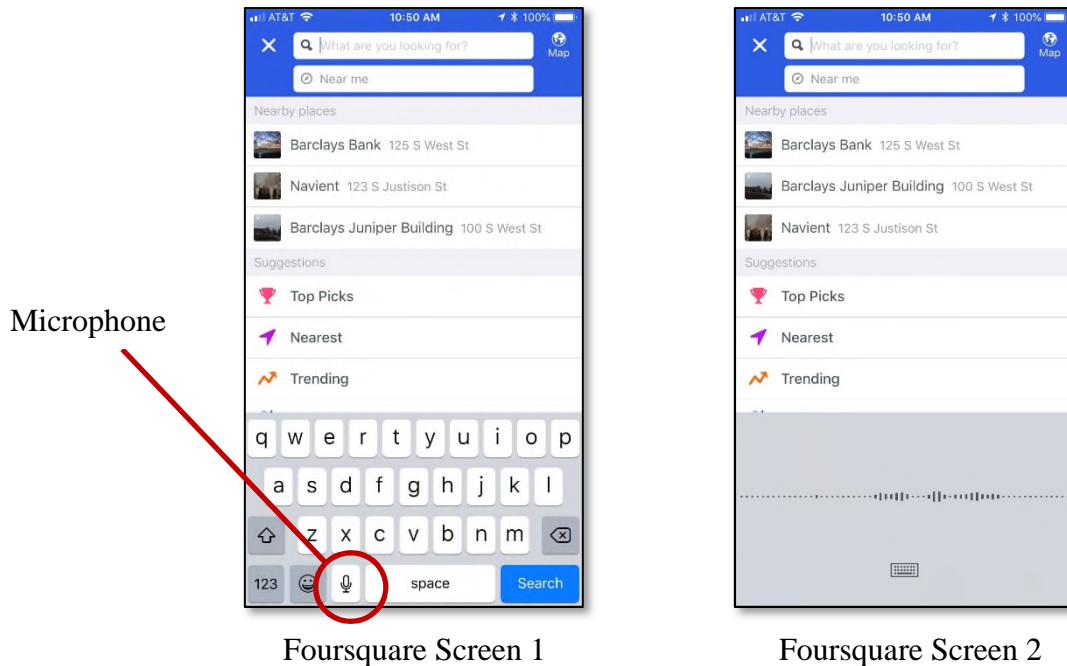 AT&T 10:50 AM 100%
What are you looking for?
Map
Near me
Nearby places
Barclays Bank 125 S West St
Navient 123 S Justison St
Barclays Juniper Building 100 S West St
Suggestions
Top Picks
Nearest
Trending
q w e r t y u i o p
a s d f g h j k l
z x c v b n m
123 space Search
Microphone
Foursquare Screen 1
AT&T 10:50 AM 100%
What are you looking for?
Map
Near me
Nearby places
Barclays Bank 125 S West St
Barclays Juniper Building 100 S West St
Navient 123 S Justison St
Suggestions
Top Picks
Nearest
Trending
Foursquare Screen 2